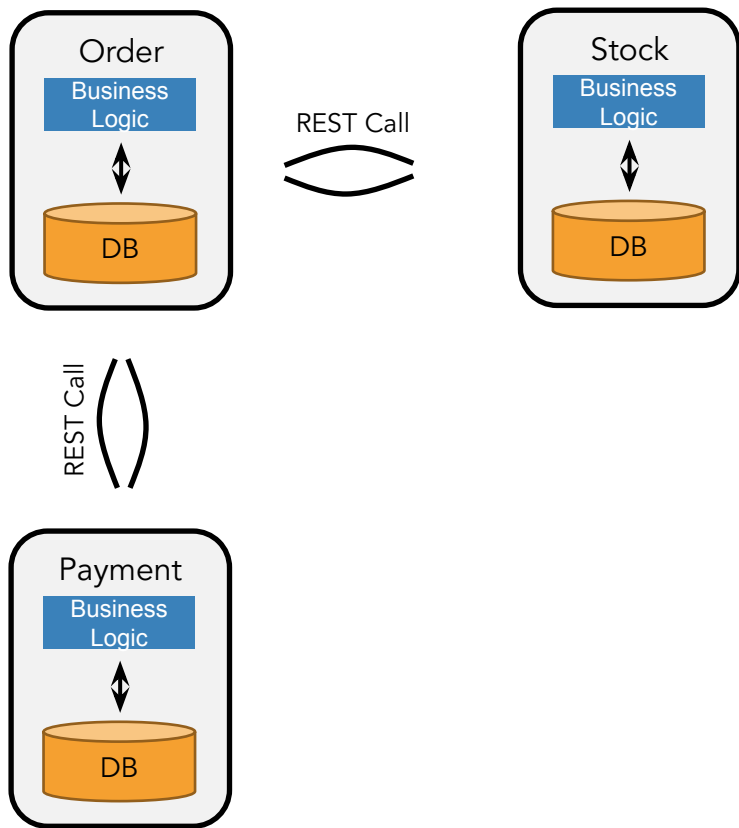 Order
Business
Logic
DB
REST Call
Stock
Business
Logic
DB
REST Call
Payment
Business
Logic
DB